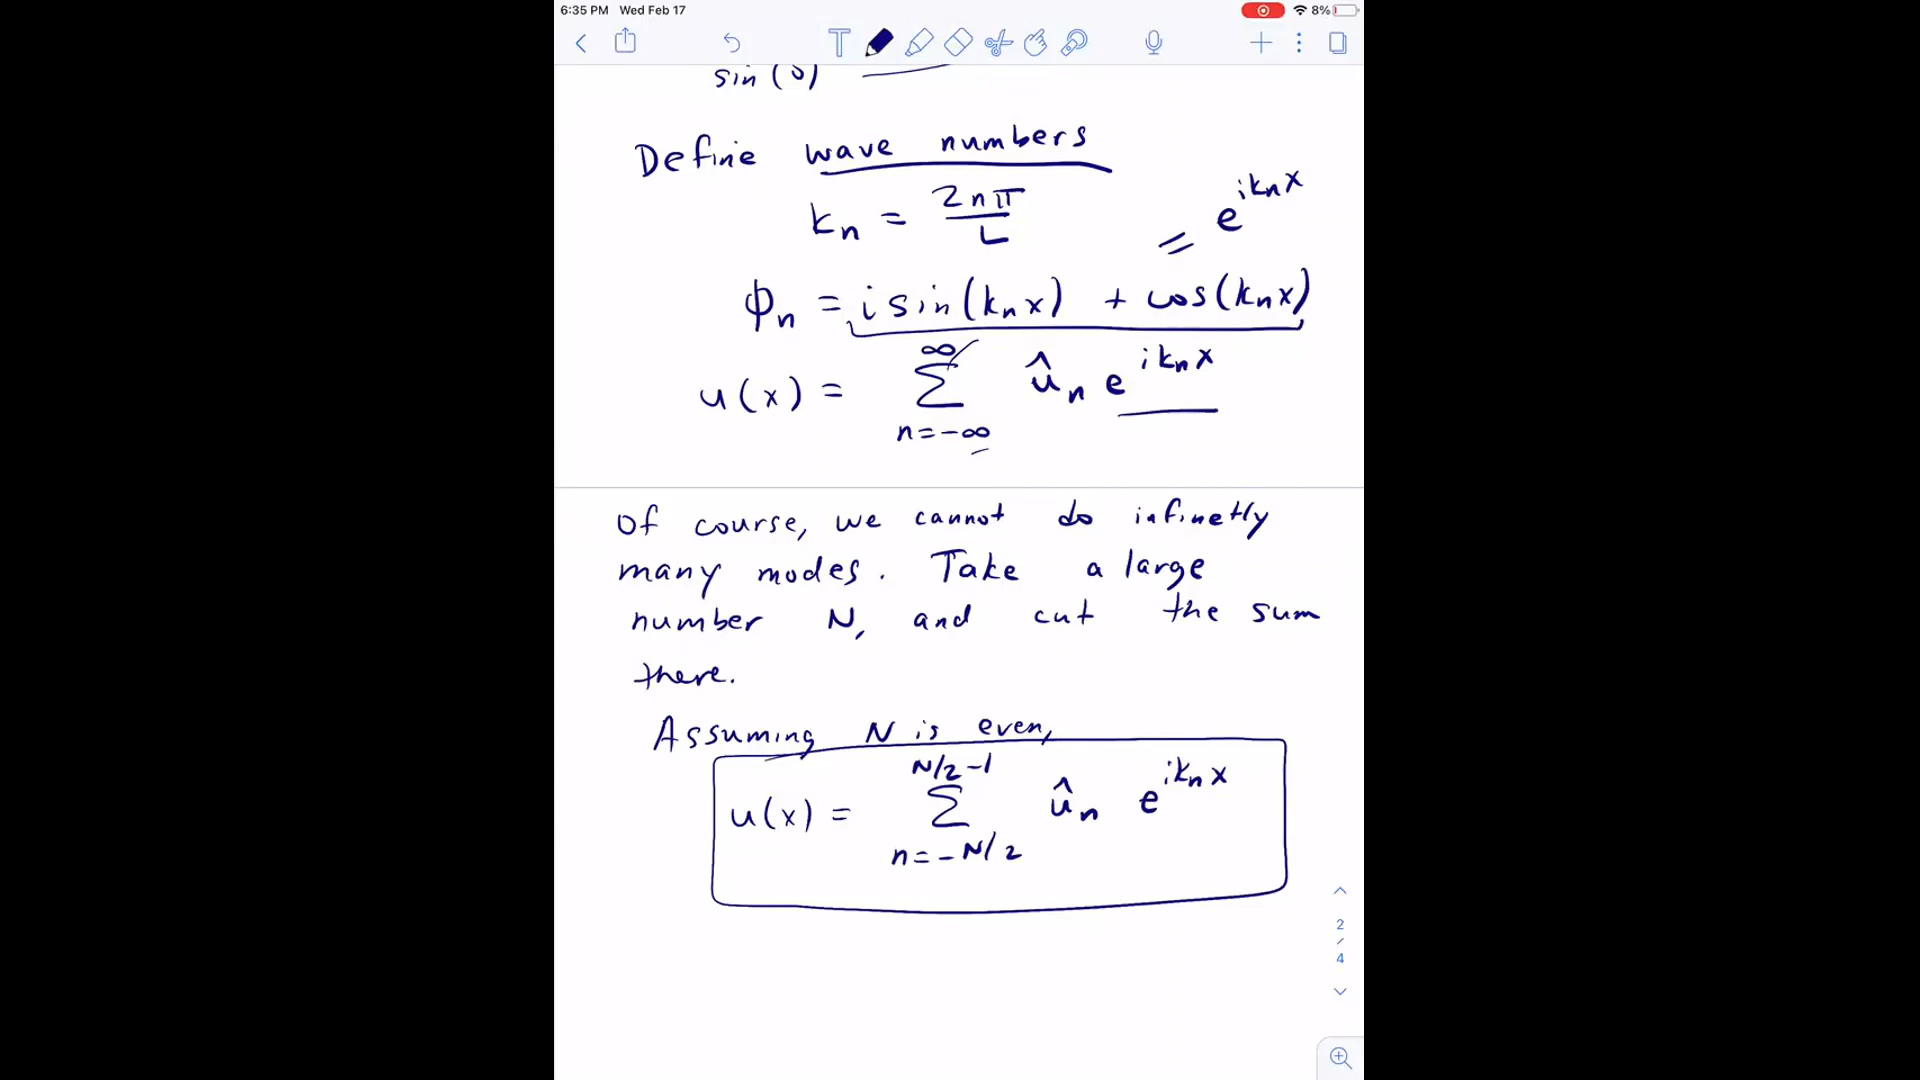 6:35 PM Wed Feb 17 8%
sin (0)
Define wave numbers
kₙ = 2nπ/L
= e^{ikₙx}
ϕₙ = i sin(kₙx) + cos(kₙx)
u(x) = ∑_{n=-∞}^{∞} ûₙ e^{ikₙx}
Of course, we cannot do infinetly
many modes. Take a large
number N, and cut the sum
there.
Assuming N is even,
u(x) = ∑_{n=-N/2}^{N/2-1} ûₙ e^{ikₙx}
2
/
4